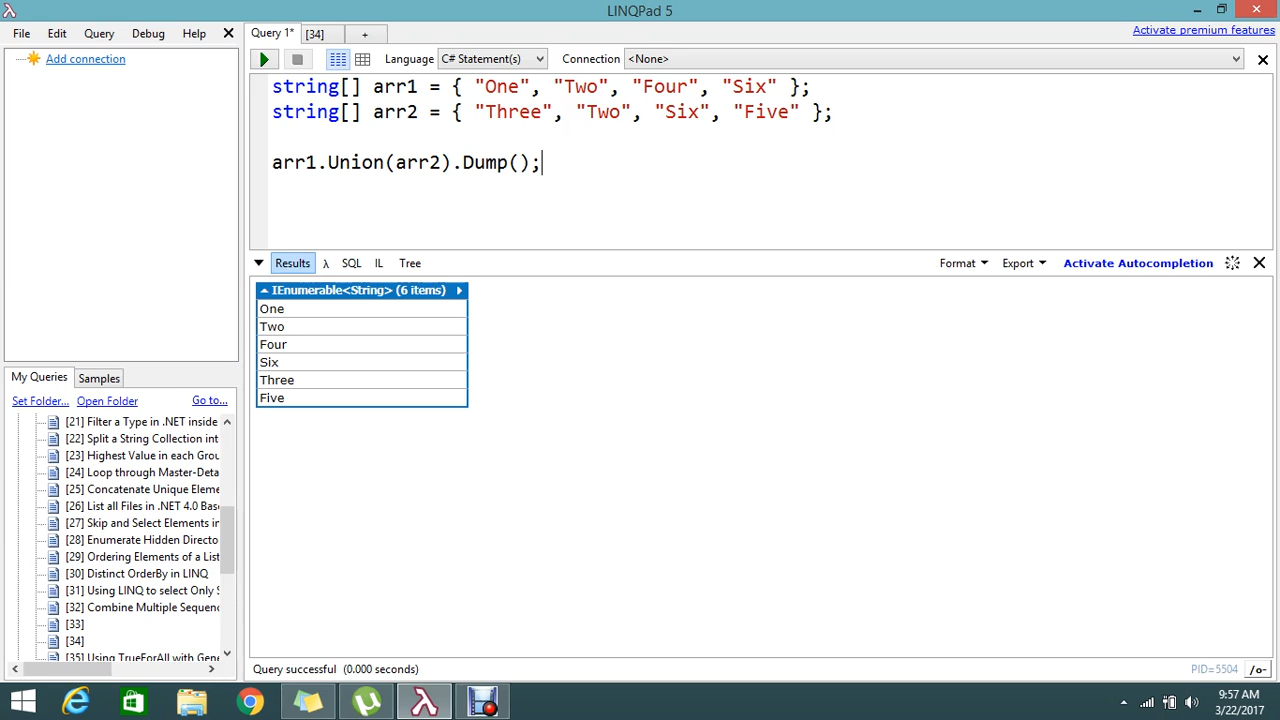 LINQPad 5
File Edit Query Debug Help
Query 1* [34] +
Activate premium features
Add connection
Language C# Statement(s) Connection <None>
string[] arr1 = { "One", "Two", "Four", "Six" };
string[] arr2 = { "Three", "Two", "Six", "Five" };
arr1.Union(arr2).Dump();
Results λ SQL IL Tree
Format Export Activate Autocompletion
IEnumerable<String> (6 items)
One
Two
Four
Six
Three
Five
My Queries Samples
Set Folder... Open Folder Go to...
[21] Filter a Type in .NET inside
[22] Split a String Collection int
[23] Highest Value in each Grou
[24] Loop through Master-Deta
[25] Concatenate Unique Eleme
[26] List all Files in .NET 4.0 Base
[27] Skip and Select Elements in
[28] Enumerate Hidden Directo
[29] Ordering Elements of a List
[30] Distinct OrderBy in LINQ
[31] Using LINQ to select Only S
[32] Combine Multiple Sequenc
[33]
[34]
[35] Using TrueForAll with Gene
Query successful (0.000 seconds)
PID=5504 /o-
9:57 AM
3/22/2017